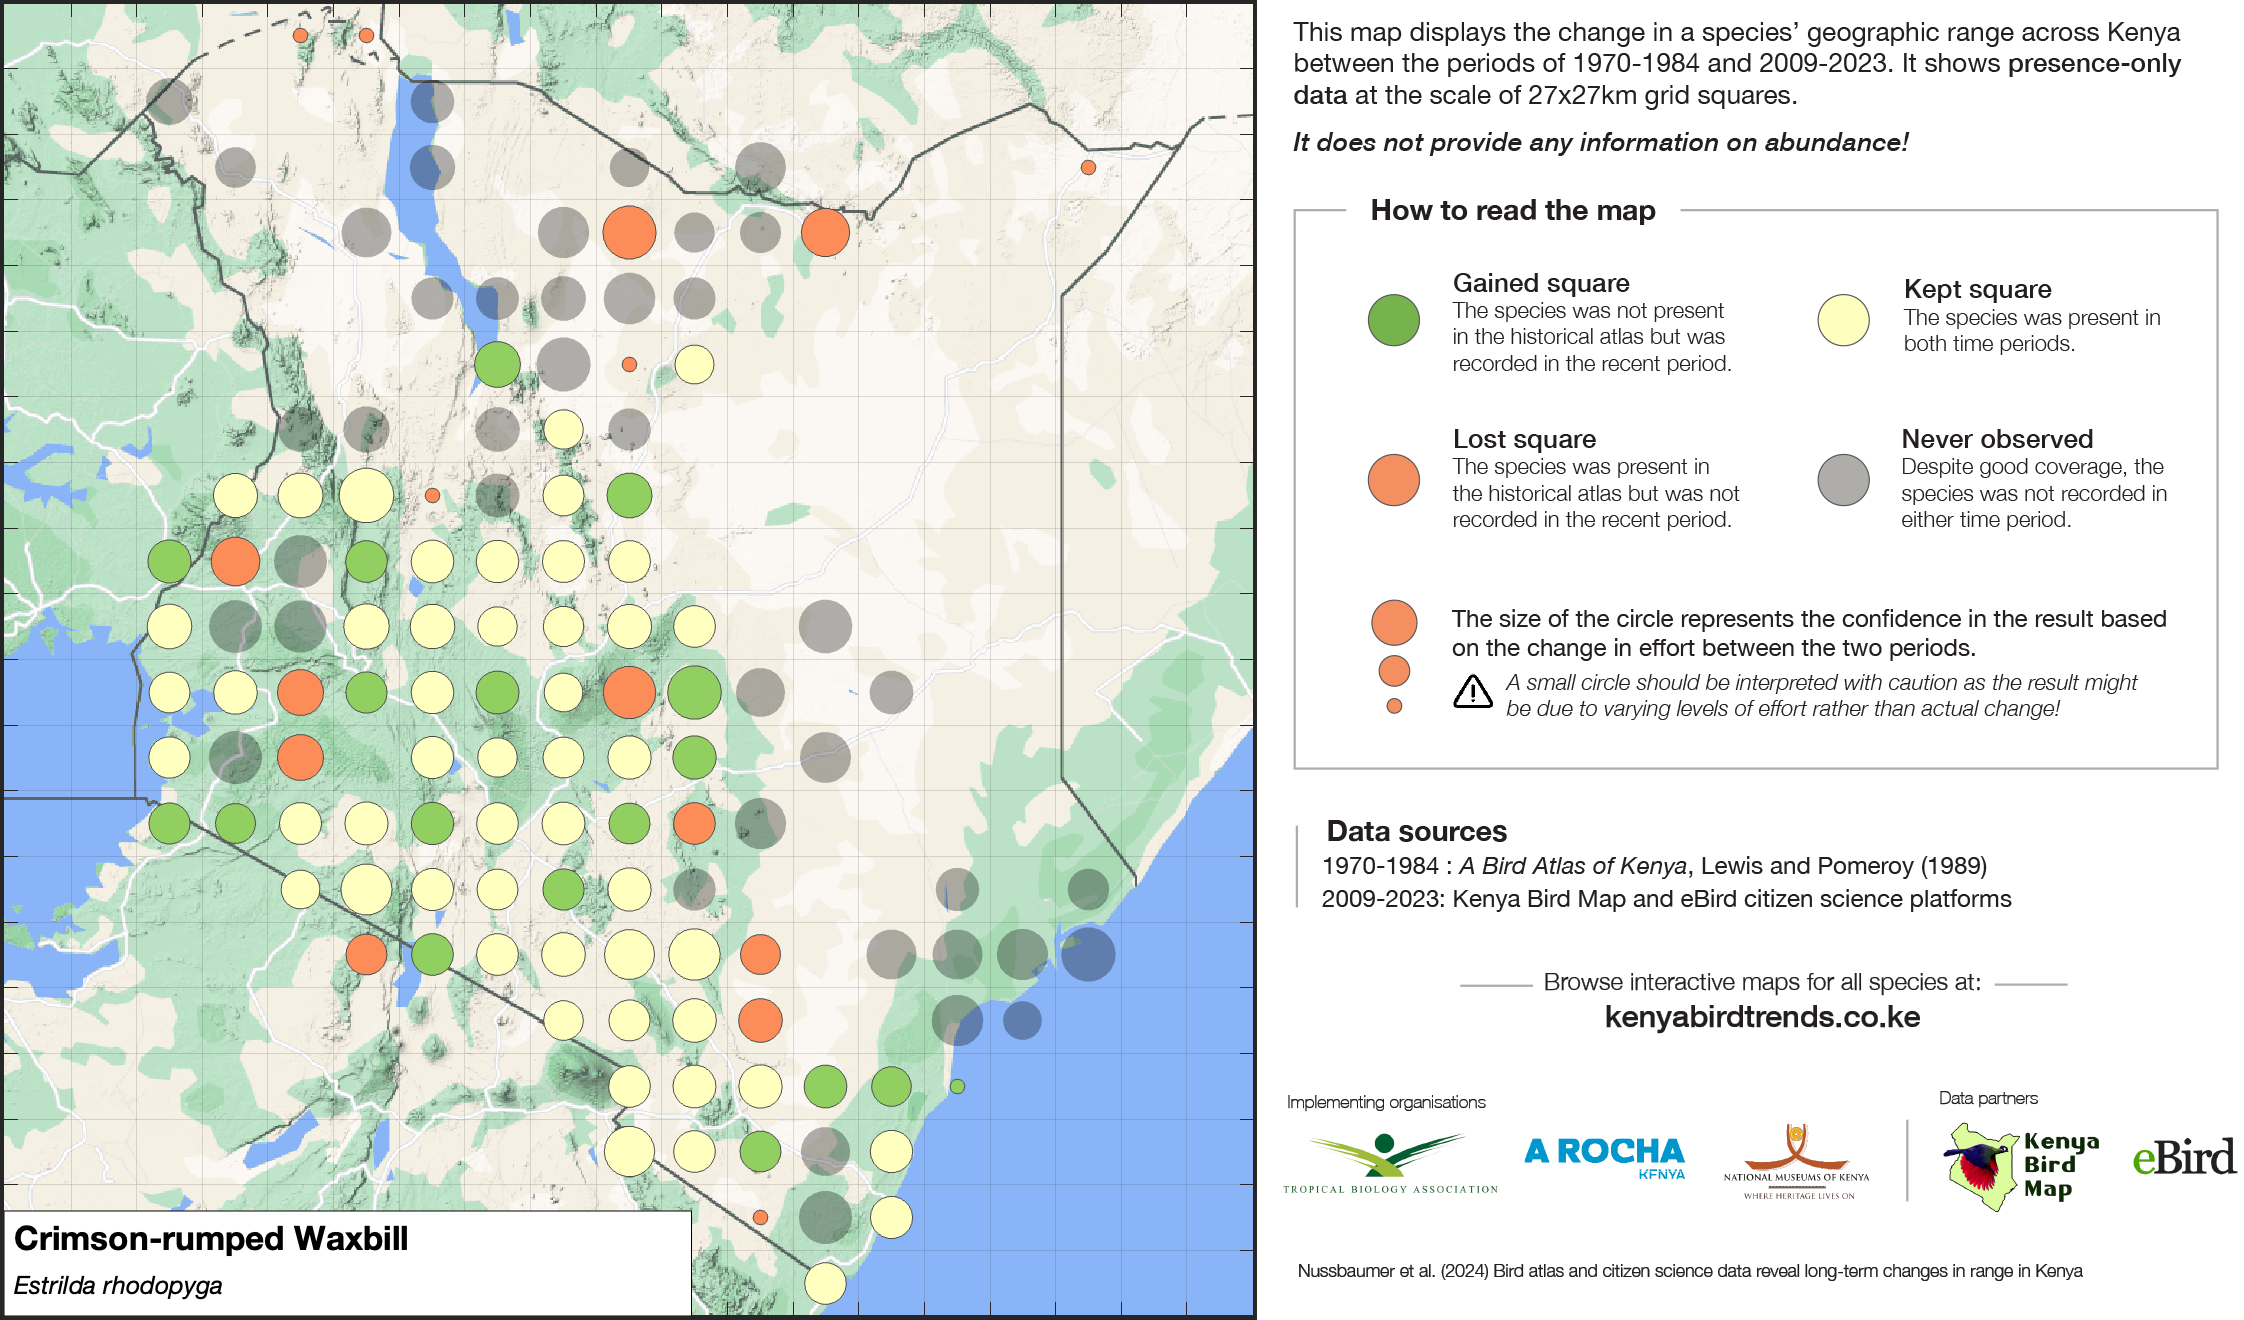 This map displays the change in a species’ geographic range across Kenya
between the periods of 1970-1984 and 2009-2023. It shows presence-only
data at the scale of 27x27km grid squares.
It does not provide any information on abundance!
How to read the map
Gained square
The species was not present
in the historical atlas but was
recorded in the recent period.
Kept square
The species was present in
both time periods.
Lost square
The species was present in
the historical atlas but was not
recorded in the recent period.
Never observed
Despite good coverage, the
species was not recorded in
either time period.
The size of the circle represents the confidence in the result based
on the change in effort between the two periods.
A small circle should be interpreted with caution as the result might
be due to varying levels of effort rather than actual change!
Data sources
1970-1984 : A Bird Atlas of Kenya, Lewis and Pomeroy (1989)
2009-2023: Kenya Bird Map and eBird citizen science platforms
Browse interactive maps for all species at:
kenyabirdtrends.co.ke
Implementing organisations
Data partners
TROPICAL BIOLOGY ASSOCIATION
A ROCHA
KENYA
NATIONAL MUSEUMS OF KENYA
WHERE HERITAGE LIVES ON
Kenya
Bird
Map
eBird
Crimson-rumped Waxbill
Estrilda rhodopyga
Nussbaumer et al. (2024) Bird atlas and citizen science data reveal long-term changes in range in Kenya